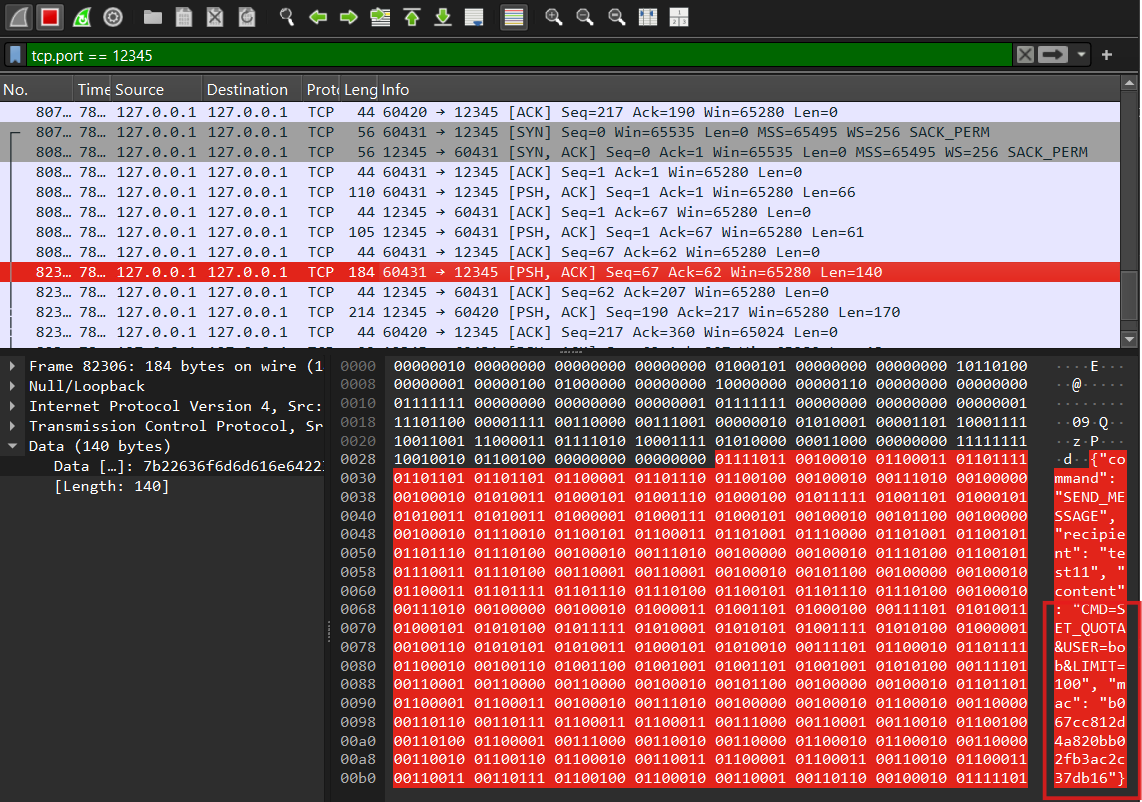 tcp.port == 12345
No. Time Source Destination Proto Leng Info
807… 78… 127.0.0.1 127.0.0.1 TCP 44 60420 → 12345 [ACK] Seq=217 Ack=190 Win=65280 Len=0
807… 78… 127.0.0.1 127.0.0.1 TCP 56 60431 → 12345 [SYN] Seq=0 Win=65535 Len=0 MSS=65495 WS=256 SACK_PERM
808… 78… 127.0.0.1 127.0.0.1 TCP 56 12345 → 60431 [SYN, ACK] Seq=0 Ack=1 Win=65535 Len=0 MSS=65495 WS=256 SACK_PERM
808… 78… 127.0.0.1 127.0.0.1 TCP 44 60431 → 12345 [ACK] Seq=1 Ack=1 Win=65280 Len=0
808… 78… 127.0.0.1 127.0.0.1 TCP 110 60431 → 12345 [PSH, ACK] Seq=1 Ack=1 Win=65280 Len=66
808… 78… 127.0.0.1 127.0.0.1 TCP 44 12345 → 60431 [ACK] Seq=1 Ack=67 Win=65280 Len=0
808… 78… 127.0.0.1 127.0.0.1 TCP 105 12345 → 60431 [PSH, ACK] Seq=1 Ack=67 Win=65280 Len=61
808… 78… 127.0.0.1 127.0.0.1 TCP 44 60431 → 12345 [ACK] Seq=67 Ack=62 Win=65280 Len=0
823… 78… 127.0.0.1 127.0.0.1 TCP 184 60431 → 12345 [PSH, ACK] Seq=67 Ack=62 Win=65280 Len=140
823… 78… 127.0.0.1 127.0.0.1 TCP 44 12345 → 60431 [ACK] Seq=62 Ack=207 Win=65280 Len=0
823… 78… 127.0.0.1 127.0.0.1 TCP 214 12345 → 60420 [PSH, ACK] Seq=190 Ack=217 Win=65280 Len=170
823… 78… 127.0.0.1 127.0.0.1 TCP 44 60420 → 12345 [ACK] Seq=217 Ack=360 Win=65024 Len=0
Frame 82306: 184 bytes on wire (1
Null/Loopback
Internet Protocol Version 4, Src:
Transmission Control Protocol, Sr
Data (140 bytes)
Data […]: 7b22636f6d6d616e6422
[Length: 140]
0000 00000010 00000000 00000000 00000000 01000101 00000000 00000000 10110100 ····E···
0008 00000001 00000100 01000000 00000000 10000000 00000110 00000000 00000000 ··@·····
0010 01111111 00000000 00000000 00000001 01111111 00000000 00000000 00000001 ········
0018 11101100 00001111 00110000 00111001 00000010 01010001 00001101 10001111 ··09·Q··
0020 10011001 11000011 01111010 10001111 01010000 00011000 00000000 11111111 ··z·P···
0028 10010010 01100100 00000000 00000000 01111011 00100010 01100011 01101111 ·d··{"co
0030 01101101 01101101 01100001 01101110 01100100 00100010 00111010 00100000 mmand":
0038 00100010 01010011 01000101 01001110 01000100 01011111 01001101 01000101 "SEND_ME
0040 01010011 01010011 01000001 01000111 01000101 00100010 00101100 00100000 SSAGE",
0048 00100010 01110010 01100101 01100011 01101001 01110000 01101001 01100101 "recipie
0050 01101110 01110100 00100010 00111010 00100000 00100010 01110100 01100101 nt": "te
0058 01110011 01110100 00110001 00110001 00100010 00101100 00100000 00100010 st11", "
0060 01100011 01101111 01101110 01110100 01100101 01101110 01110100 00100010 content"
0068 00111010 00100000 00100010 01000011 01001101 01000100 00111101 01010011 : "CMD=S
0070 01000101 01010100 01011111 01010001 01010101 01001111 01010100 01000001 ET_QUOTA
0078 00100110 01010101 01010011 01000101 01010010 00111101 01100010 01101111 &USER=bo
0080 01100010 00100110 01001100 01001001 01001101 01001001 01010100 00111101 b&LIMIT=
0088 00110001 00110000 00110000 00100010 00101100 00100000 00100010 01101101 100", "m
0090 01100001 01100011 00100010 00111010 00100000 00100010 01100010 00110000 ac": "b0
0098 00110110 00110111 01100011 01100011 00111000 00110001 00110010 01100100 67cc812d
00a0 00110100 01100001 00111000 00110010 00110000 01100010 01100010 00110000 4a820bb0
00a8 00110010 01100110 01100010 00110011 01100001 01100011 00110010 01100011 2fb3ac2c
00b0 00110011 00110111 01100100 01100010 00110001 00110110 00100010 01111101 37db16"}